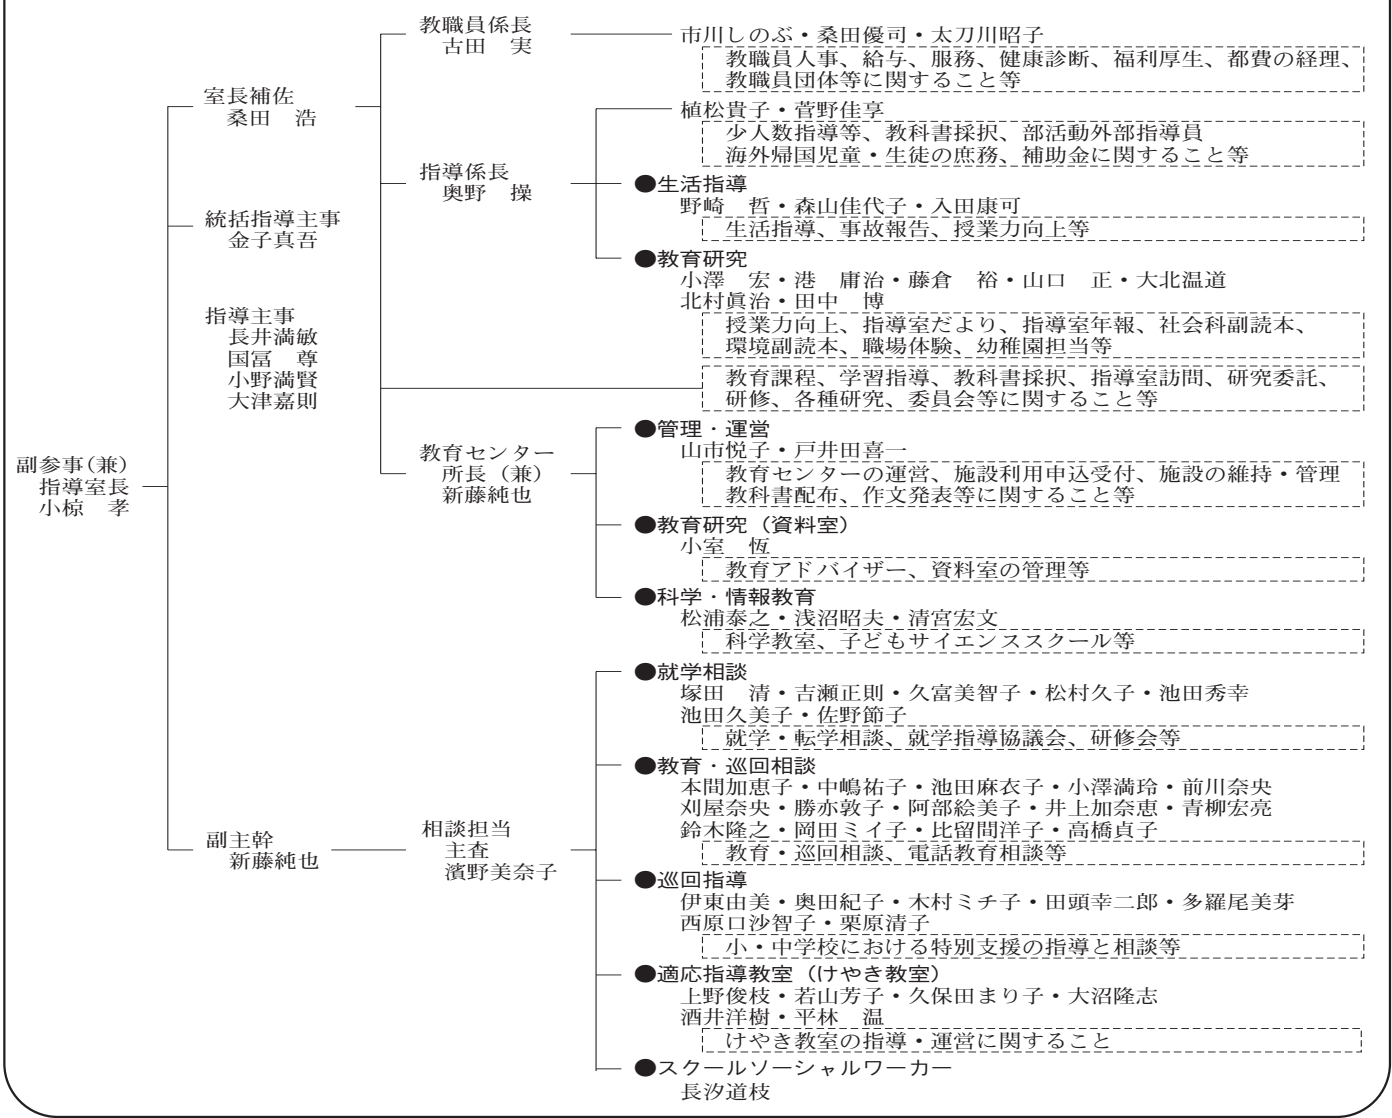 副参事(兼)
指導室長
小椋　孝
室長補佐
桑田　浩
統括指導主事
金子真吾
指導主事
長井満敏
国冨　尊
小野満賢
大津嘉則
副主幹
新藤純也
教職員係長
古田　実
市川しのぶ・桑田優司・太刀川昭子
教職員人事、給与、服務、健康診断、福利厚生、都費の経理、
教職員団体等に関すること等
指導係長
奥野　操
植松貴子・菅野佳享
少人数指導等、教科書採択、部活動外部指導員
海外帰国児童・生徒の庶務、補助金に関すること等
●生活指導
野崎　哲・森山佳代子・入田康可
生活指導、事故報告、授業力向上等
●教育研究
小澤　宏・港　庸治・藤倉　裕・山口　正・大北温道
北村眞治・田中　博
授業力向上、指導室だより、指導室年報、社会科副読本、
環境副読本、職場体験、幼稚園担当等
教育課程、学習指導、教科書採択、指導室訪問、研究委託、
研修、各種研究、委員会等に関すること等
教育センター
所長（兼）
新藤純也
●管理・運営
山市悦子・戸井田喜一
教育センターの運営、施設利用申込受付、施設の維持・管理
教科書配布、作文発表等に関すること等
●教育研究（資料室）
小室　恆
教育アドバイザー、資料室の管理等
●科学・情報教育
松浦泰之・浅沼昭夫・清宮宏文
科学教室、子どもサイエンススクール等
相談担当
主査
濱野美奈子
●就学相談
塚田　清・吉瀬正則・久富美智子・松村久子・池田秀幸
池田久美子・佐野節子
就学・転学相談、就学指導協議会、研修会等
●教育・巡回相談
本間加恵子・中嶋祐子・池田麻衣子・小澤満玲・前川奈央
刈屋奈央・勝亦敦子・阿部絵美子・井上加奈恵・青柳宏亮
鈴木隆之・岡田ミイ子・比留間洋子・高橋貞子
教育・巡回相談、電話教育相談等
●巡回指導
伊東由美・奥田紀子・木村ミチ子・田頭幸二郎・多羅尾美芽
西原口沙智子・栗原清子
小・中学校における特別支援の指導と相談等
●適応指導教室（けやき教室）
上野俊枝・若山芳子・久保田まり子・大沼隆志
酒井洋樹・平林　温
けやき教室の指導・運営に関すること
●スクールソーシャルワーカー
長汐道枝